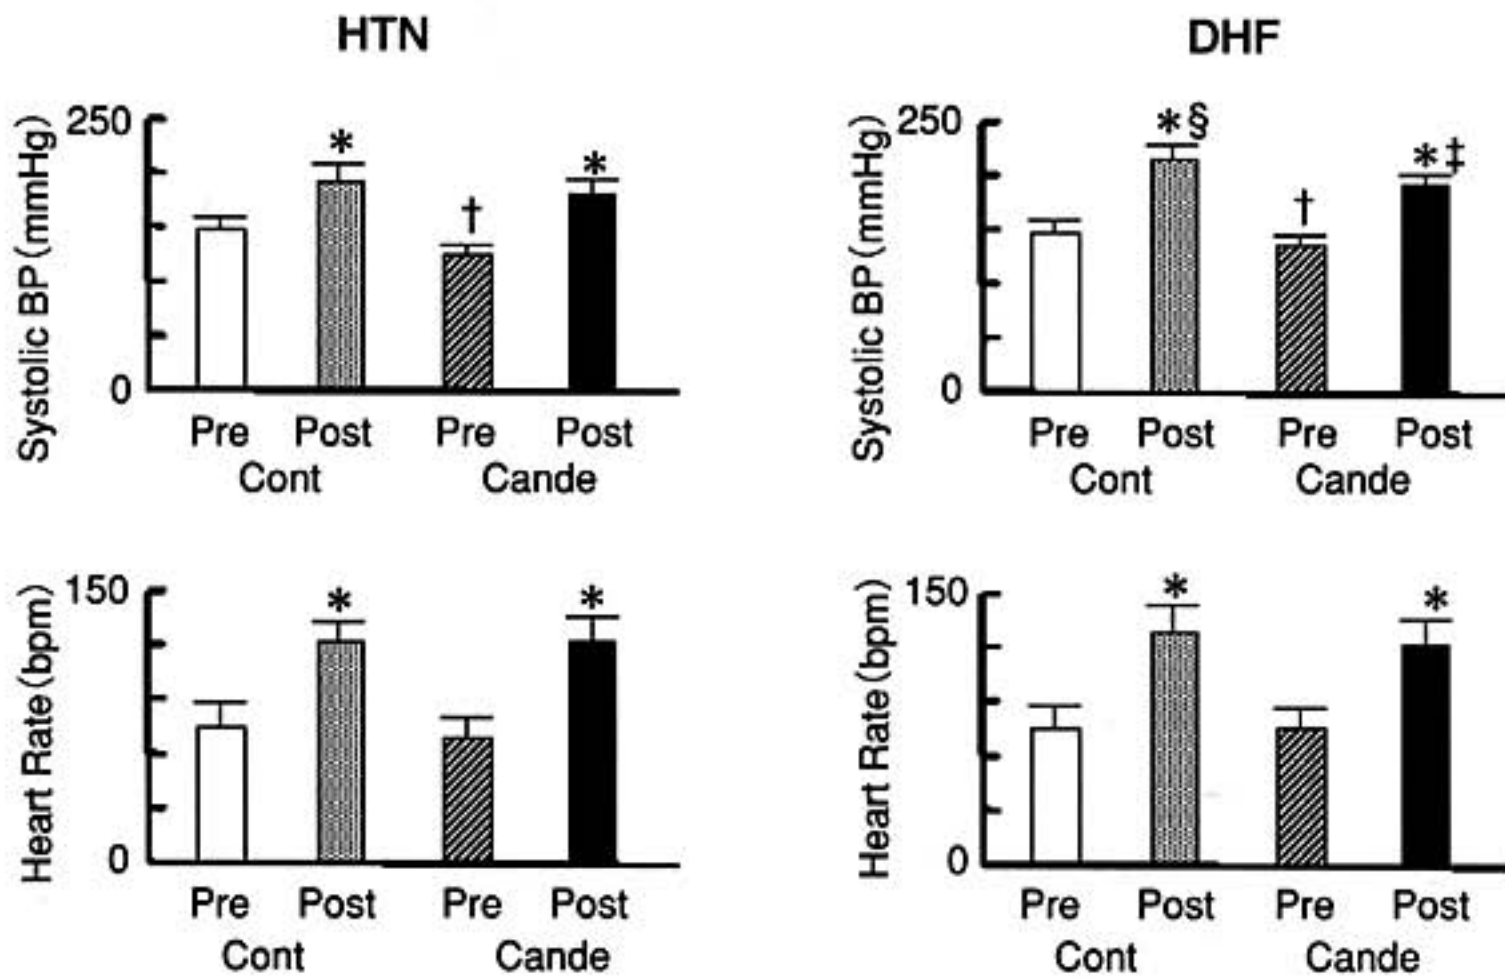 HTN
Systolic BP (mmHg)
250
0
*
†
*
Pre Post Pre Post
Cont Cande
DHF
Systolic BP (mmHg)
250
0
*§
†
*‡
Pre Post Pre Post
Cont Cande
Heart Rate (bpm)
150
0
*
*
Pre Post Pre Post
Cont Cande
Heart Rate (bpm)
150
0
*
*
Pre Post Pre Post
Cont Cande